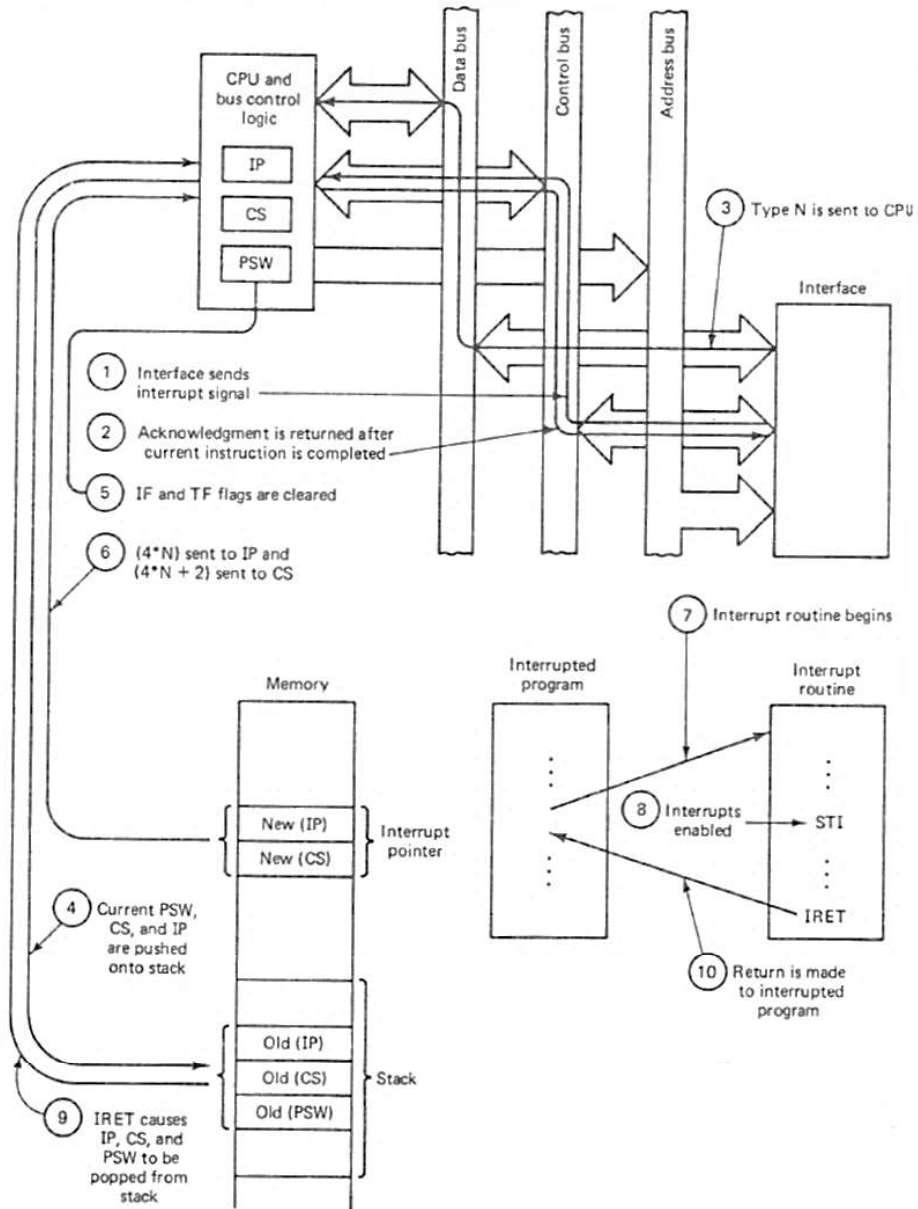 CPU and
bus control
logic
IP
CS
PSW
Data bus
Control bus
Address bus
3
Type N is sent to CPU
Interface
1
Interface sends
interrupt signal
2
Acknowledgment is returned after
current instruction is completed
5
IF and TF flags are cleared
6
(4*N) sent to IP and
(4*N + 2) sent to CS
7
Interrupt routine begins
Memory
Interrupted
program
Interrupt
routine
New (IP)
New (CS)
Interrupt
pointer
8
Interrupts
enabled
STI
IRET
4
Current PSW,
CS, and IP
are pushed
onto stack
10
Return is made
to interrupted
program
Old (IP)
Old (CS)
Old (PSW)
Stack
9
IRET causes
IP, CS, and
PSW to be
popped from
stack